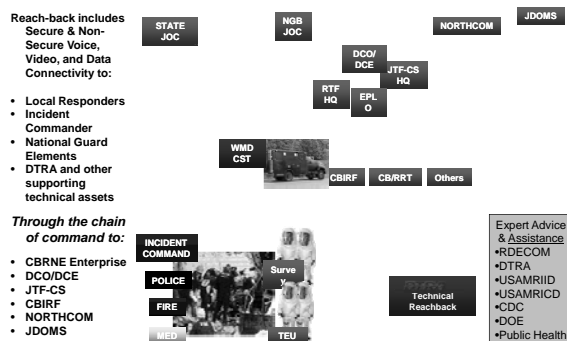 Reach-back includes
Secure & Non-
Secure Voice,
Video, and Data
Connectivity to:
• Local Responders
• Incident
Commander
• National Guard
Elements
• DTRA and other
supporting
technical assets
Through the chain
of command to:
• CBRNE Enterprise
• DCO/DCE
• JTF-CS
• CBIRF
• NORTHCOM
• JDOMS
STATE
JOC
NGB
JOC
NORTHCOM
JDOMS
DCO/
DCE
JTF-CS
HQ
RTF
HQ
EPL
O
WMD
CST
CBIRF
CB/RRT
Others
INCIDENT
COMMAND
POLICE
FIRE
MED
Surve
y
TEU
Technical
Reachback
Expert Advice
& Assistance
•RDECOM
•DTRA
•USAMRIID
•USAMRICD
•CDC
•DOE
•Public Health